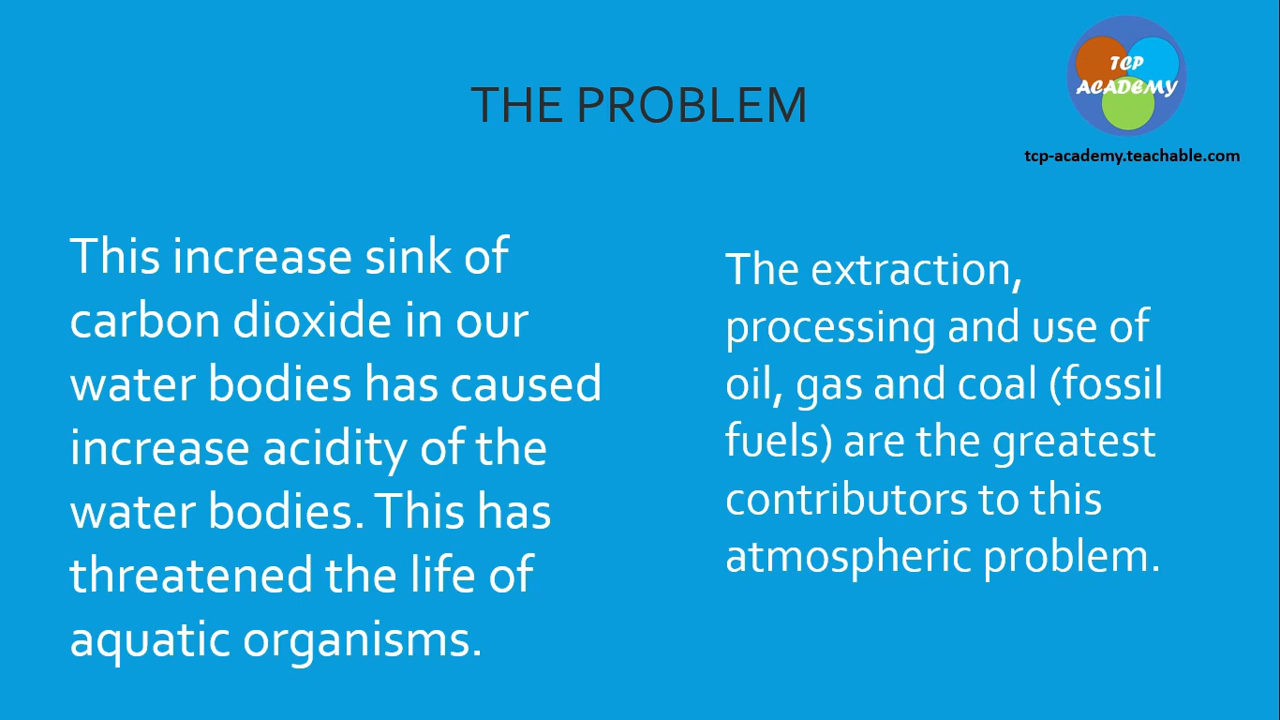 TCP
ACADEMY
tcp-academy.teachable.com
THE PROBLEM
This increase sink of
carbon dioxide in our
water bodies has caused
increase acidity of the
water bodies. This has
threatened the life of
aquatic organisms.
The extraction,
processing and use of
oil, gas and coal (fossil
fuels) are the greatest
contributors to this
atmospheric problem.